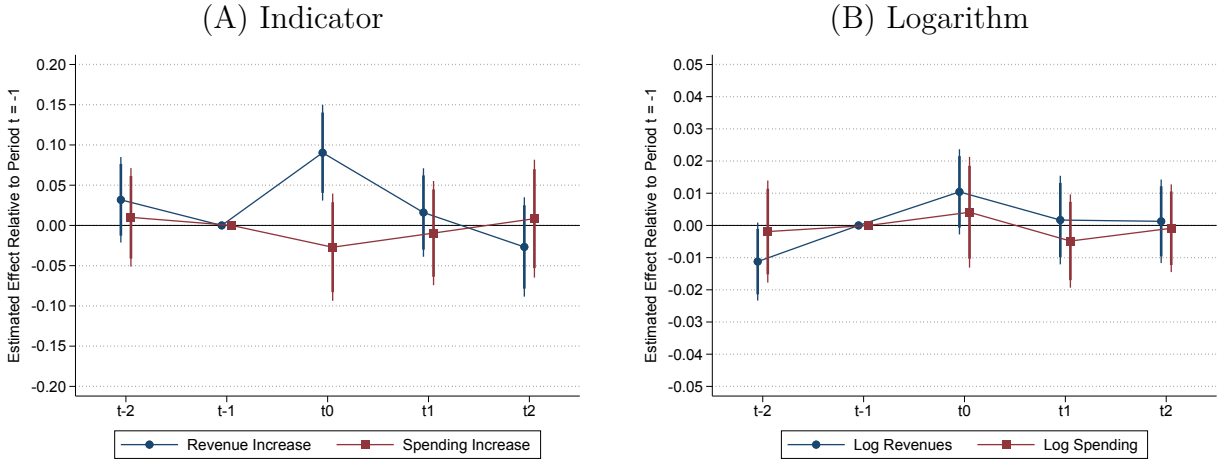 (A) Indicator
Estimated Effect Relative to Period t = -1
0.20
0.15
0.10
0.05
0.00
-0.05
-0.10
-0.15
-0.20
t-2 t-1 t0 t1 t2
Revenue Increase Spending Increase
(B) Logarithm
Estimated Effect Relative to Period t = -1
0.05
0.04
0.03
0.02
0.01
0.00
-0.01
-0.02
-0.03
-0.04
-0.05
t-2 t-1 t0 t1 t2
Log Revenues Log Spending